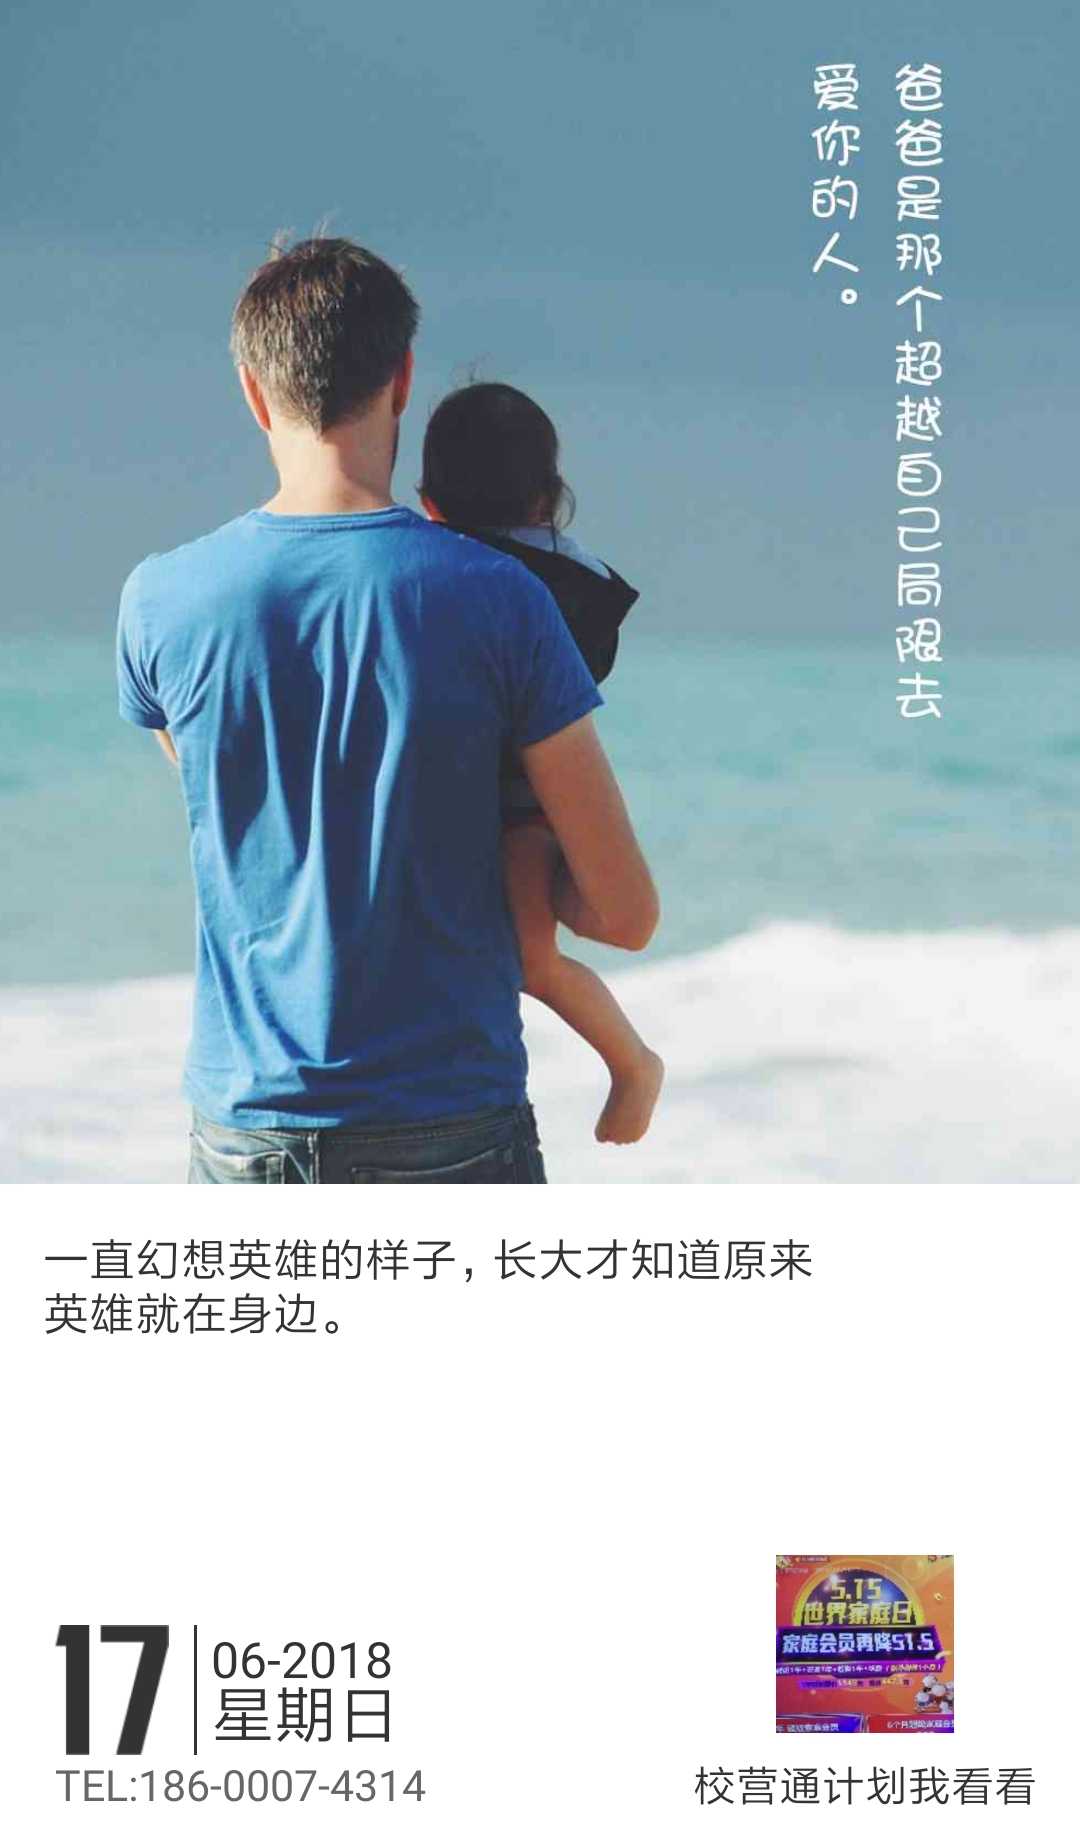 爸爸是那个超越自己局限去
爱你的人。
一直幻想英雄的样子，长大才知道原来
英雄就在身边。
17
06-2018
星期日
TEL:186-0007-4314
5.15
世界家庭日
家庭会员再降51.5
校营通计划我看看